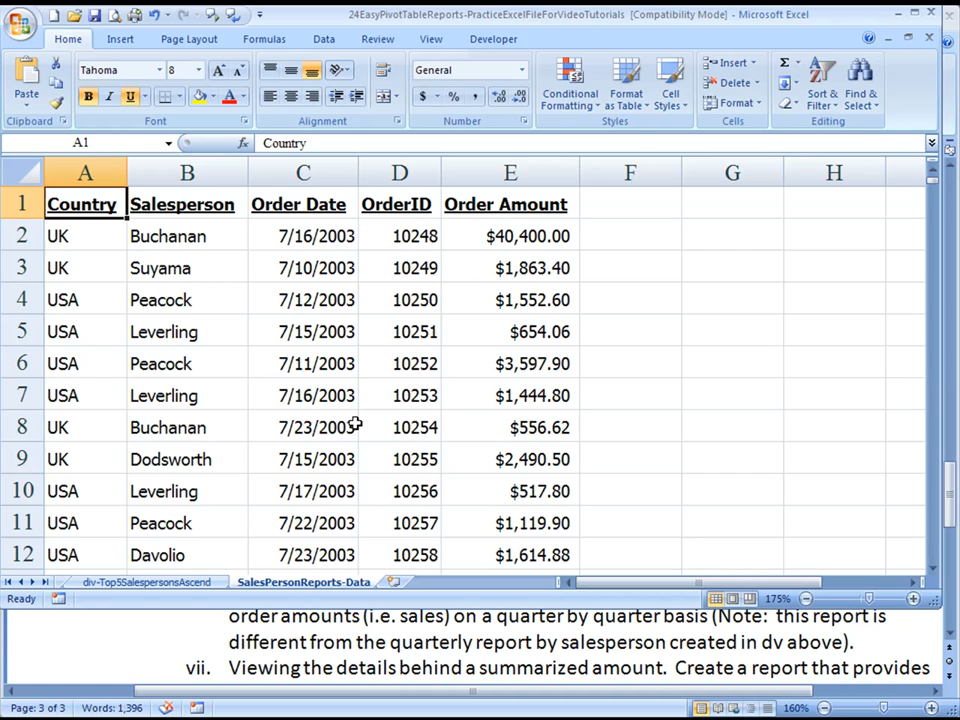 24EasyPivotTableReports-PracticeExcelFileForVideoTutorials [Compatibility Mode] - Microsoft Excel
Home Insert Page Layout Formulas Data Review View Developer
Paste Tahoma 8 A A General Conditional Formatting Format as Table Cell Styles Insert Delete Format Σ Sort & Filter Find & Select
B I U A $ % , .00 .0
Clipboard Font Alignment Number Styles Cells Editing
A1 fx Country
A B C D E F G H
1 Country Salesperson Order Date OrderID Order Amount
2 UK Buchanan 7/16/2003 10248 $40,400.00
3 UK Suyama 7/10/2003 10249 $1,863.40
4 USA Peacock 7/12/2003 10250 $1,552.60
5 USA Leverling 7/15/2003 10251 $654.06
6 USA Peacock 7/11/2003 10252 $3,597.90
7 USA Leverling 7/16/2003 10253 $1,444.80
8 UK Buchanan 7/23/2003 10254 $556.62
9 UK Dodsworth 7/15/2003 10255 $2,490.50
10 USA Leverling 7/17/2003 10256 $517.80
11 USA Peacock 7/22/2003 10257 $1,119.90
12 USA Davolio 7/23/2003 10258 $1,614.88
div-Top5SalespersonsAscend SalesPersonReports-Data
Ready 175%
order amounts (i.e. sales) on a quarter by quarter basis (Note: this report is
different from the quarterly report by salesperson created in dv above).
vii. Viewing the details behind a summarized amount. Create a report that provides
Page: 3 of 3 Words: 1,396 160%